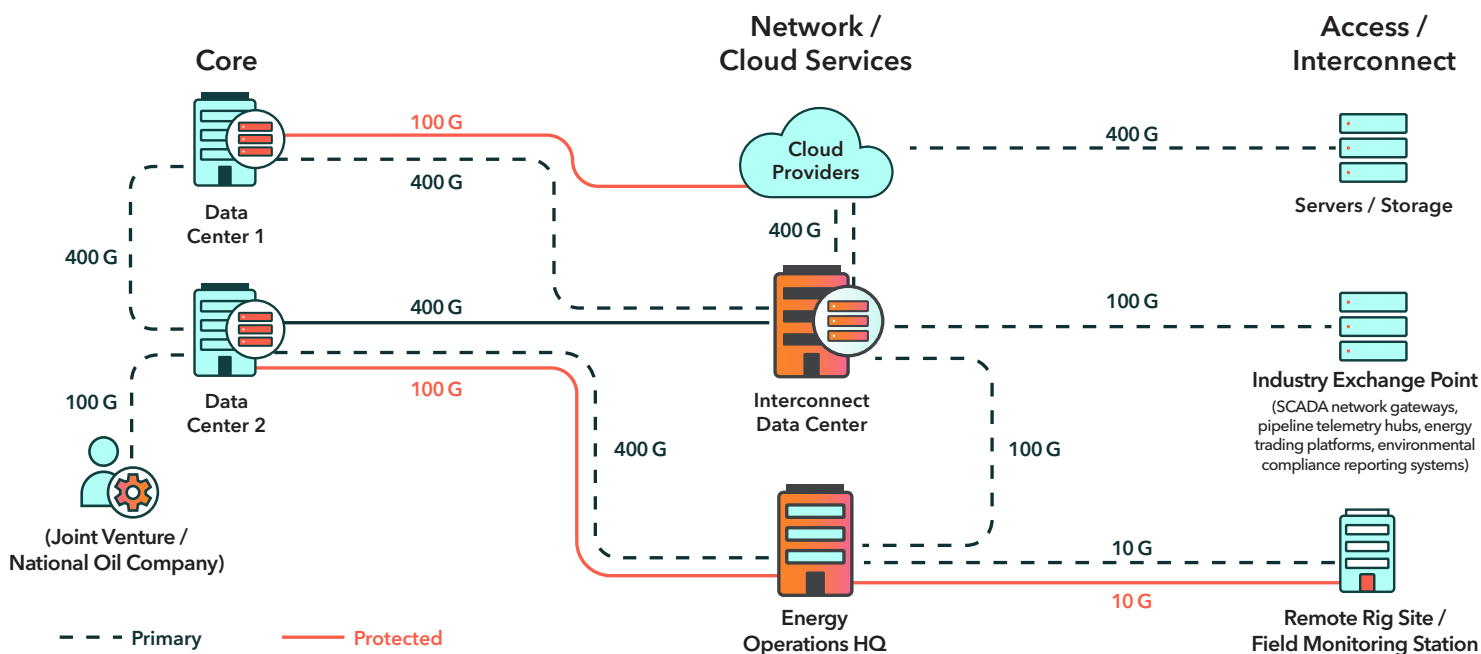 Core
Network /
Cloud Services
Access /
Interconnect
100 G
400 G
Cloud
Providers
400 G
Servers / Storage
Data
Center 1
400 G
400 G
400 G
100 G
Industry Exchange Point
(SCADA network gateways,
pipeline telemetry hubs, energy
trading platforms, environmental
compliance reporting systems)
Data
Center 2
100 G
100 G
Interconnect
Data Center
400 G
100 G
(Joint Venture /
National Oil Company)
10 G
10 G
Energy
Operations HQ
Remote Rig Site /
Field Monitoring Station
Primary
Protected